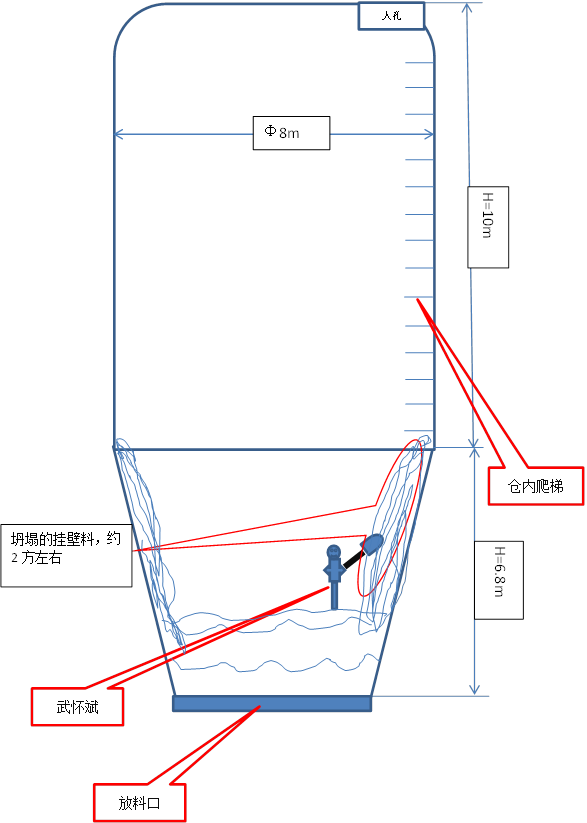 人孔
Φ8m
H=10m
仓内爬梯
坍塌的挂壁料，约
2方左右
H=6.8m
武怀斌
放料口